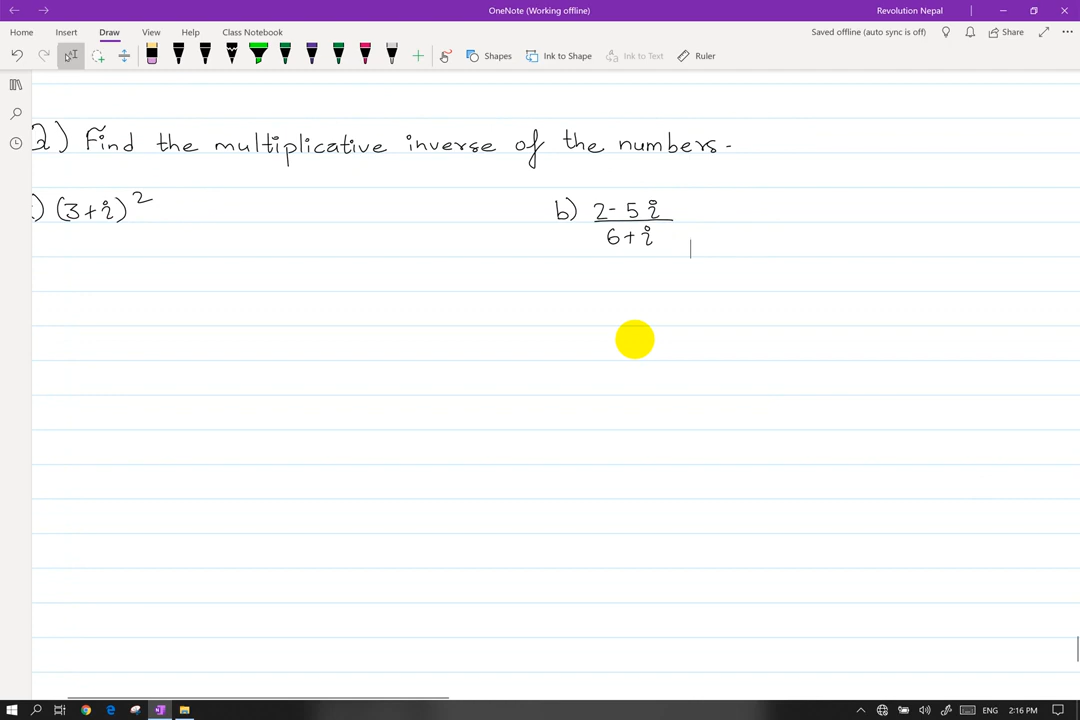 OneNote (Working offline)
Revolution Nepal
Home Insert Draw View Help Class Notebook
Saved offline (auto sync is off)
Share
Shapes Ink to Shape Ink to Text Ruler
2) Find the multiplicative inverse of the numbers.
) (3+i)²
b) 2-5i
6+i
ENG 2:16 PM